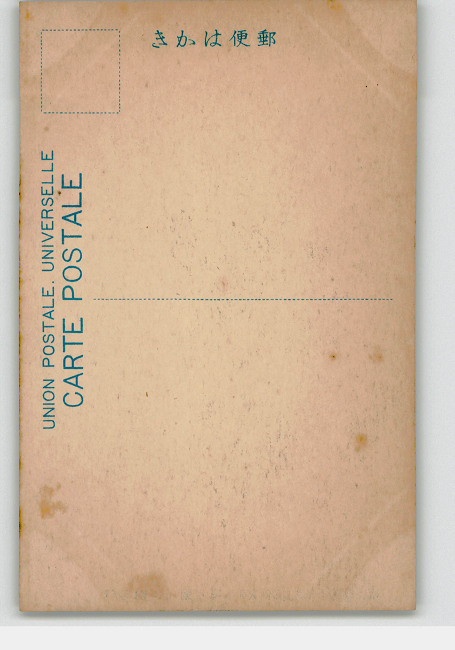 きかは便郵
UNION POSTALE. UNIVERSELLE
CARTE POSTALE